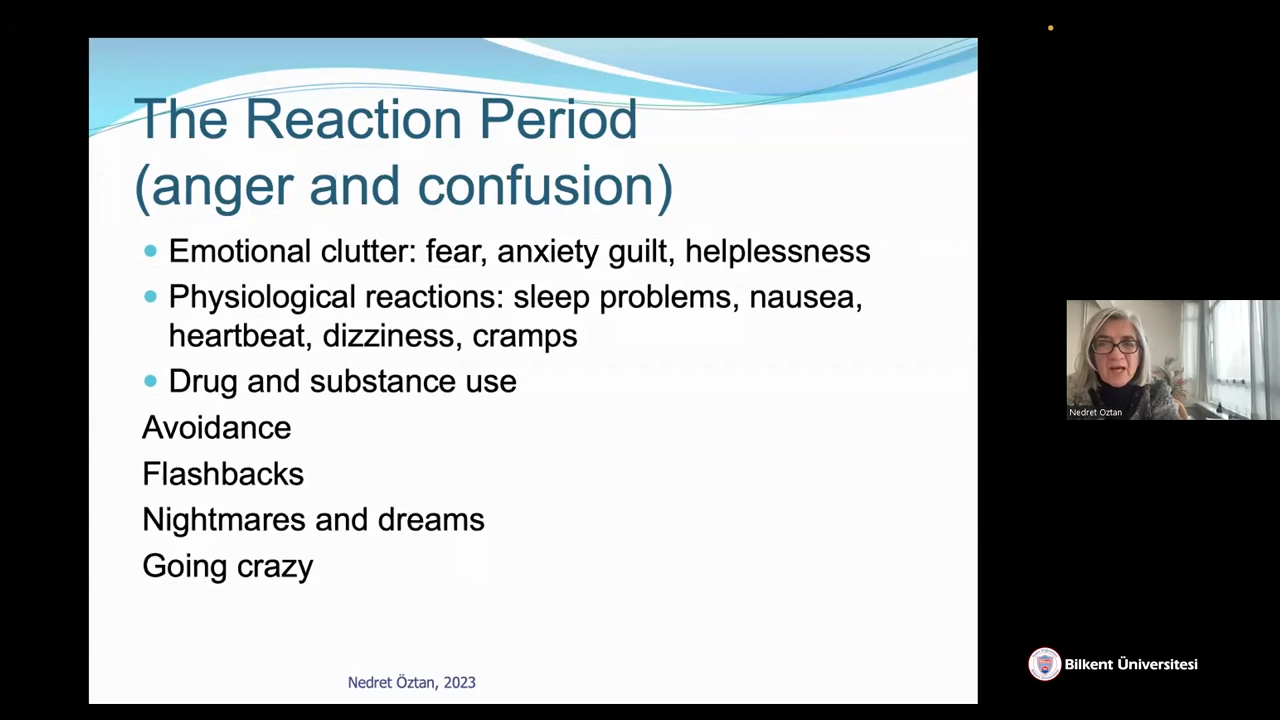 The Reaction Period
(anger and confusion)
Emotional clutter: fear, anxiety guilt, helplessness
Physiological reactions: sleep problems, nausea,
heartbeat, dizziness, cramps
Drug and substance use
Avoidance
Flashbacks
Nightmares and dreams
Going crazy
Nedret Öztan, 2023
Nedret Oztan
Bilkent Üniversitesi